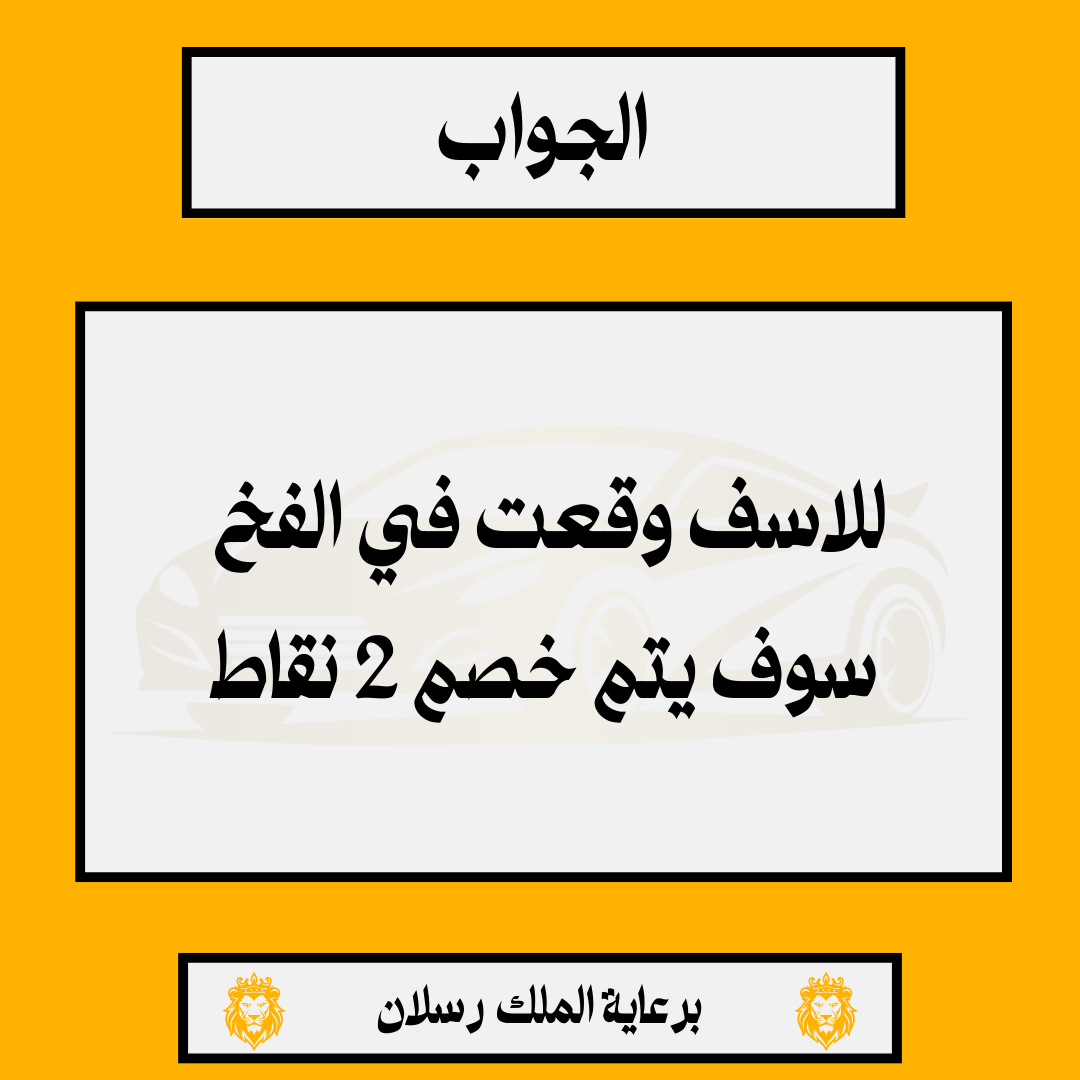 الجواب
للاسف وقعت في الفخ
سوف يتم خصم 2 نقاط
برعاية الملك رسلان